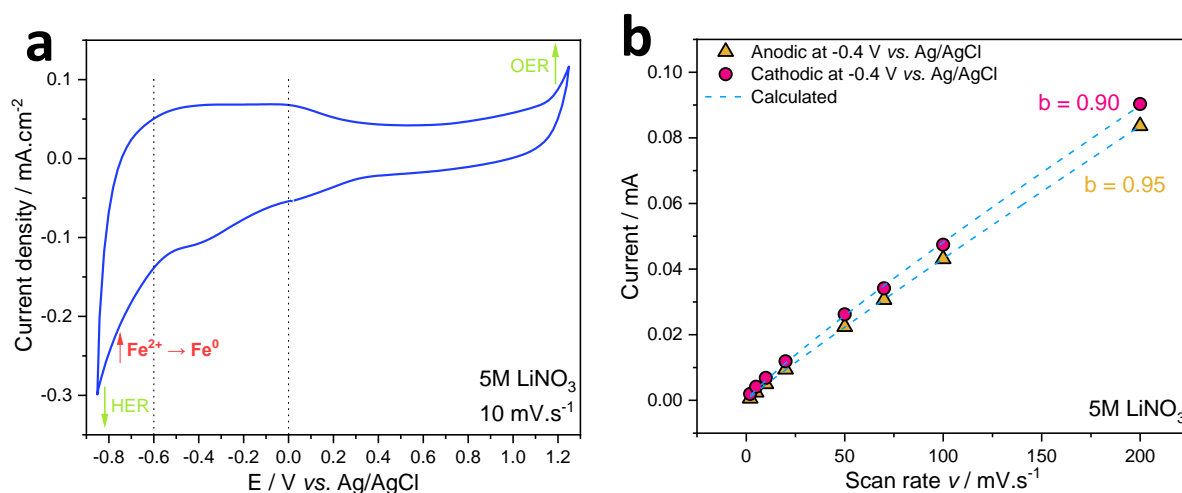 a
OER
0.1
0.0
-0.1
-0.2
-0.3
Current density / mA.cm⁻²
Fe²⁺ → Fe⁰
HER
5M LiNO₃
10 mV.s⁻¹
-0.8 -0.6 -0.4 -0.2 0.0 0.2 0.4 0.6 0.8 1.0 1.2
E / V vs. Ag/AgCl
b
Anodic at -0.4 V vs. Ag/AgCl
Cathodic at -0.4 V vs. Ag/AgCl
Calculated
b = 0.90
b = 0.95
0.10
0.08
0.06
0.04
0.02
0.00
Current / mA
5M LiNO₃
0 50 100 150 200
Scan rate v / mV.s⁻¹